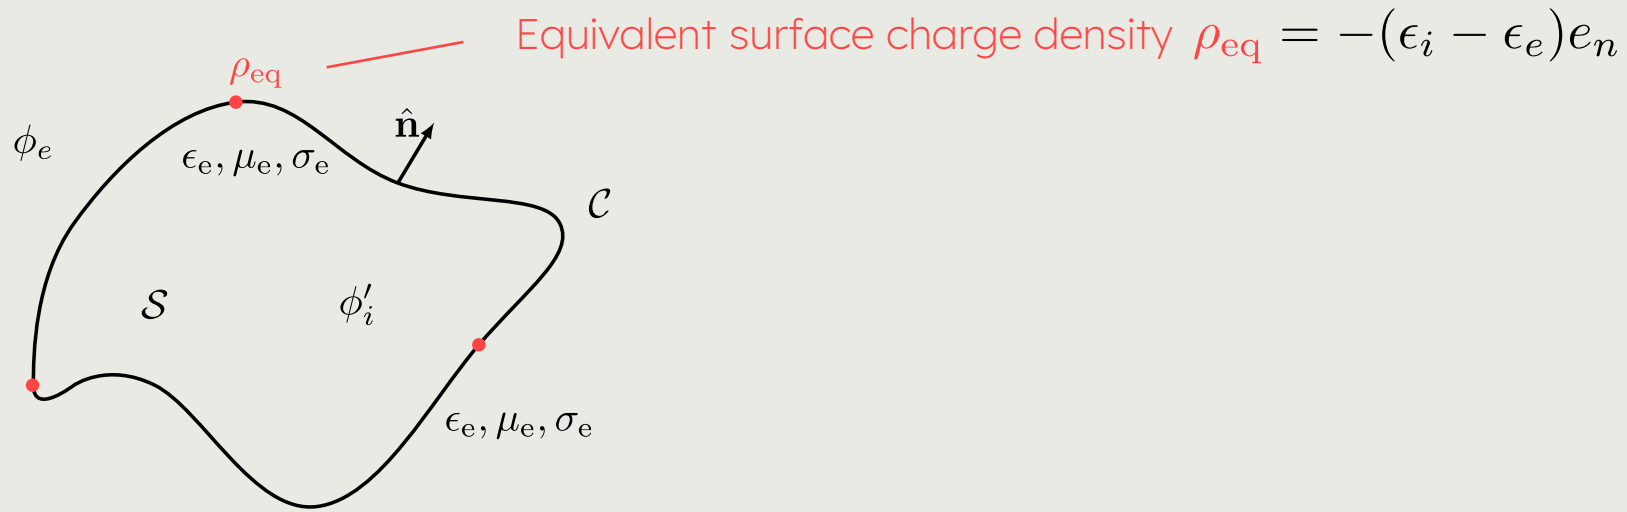 Equivalent surface charge density ρ_eq = −(ϵ_i − ϵ_e)e_n
ρ_eq
n̂
ϕ_e
ϵ_e, μ_e, σ_e
𝒞
𝒮
ϕ′_i
ϵ_e, μ_e, σ_e